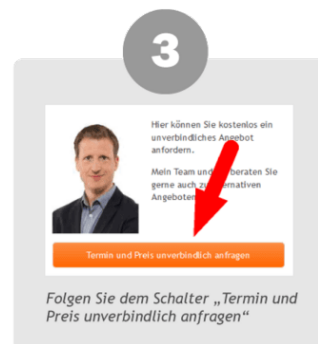 3
Hier können Sie kostenlos ein
unverbindliches Angebot
anfordern.
Mein Team und beraten Sie
gerne auch zu
Angeboten
Termin und Preis unverbindlich anfragen
Folgen Sie dem Schalter „Termin und
Preis unverbindlich anfragen“